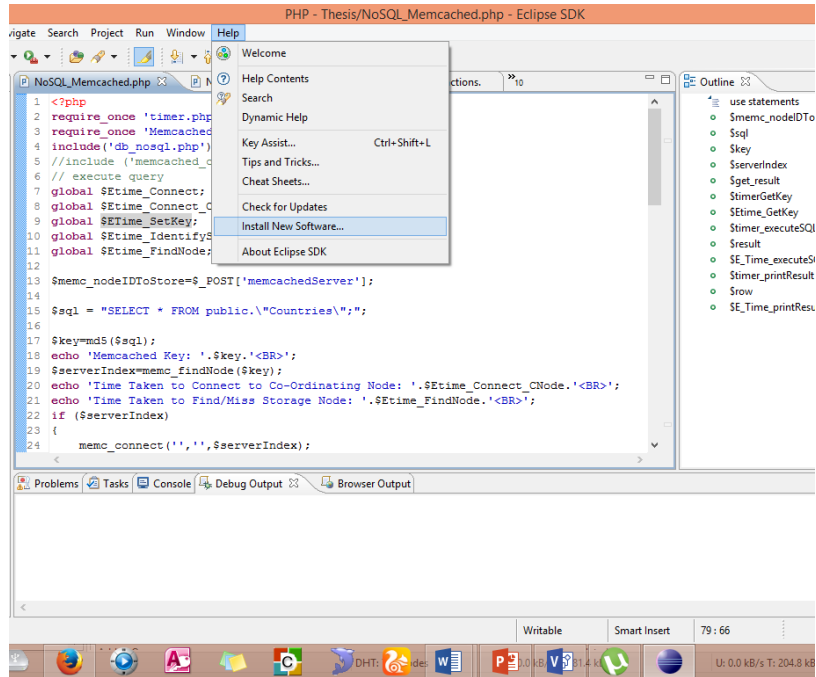 PHP - Thesis/NoSQL_Memcached.php - Eclipse SDK
vigate Search Project Run Window Help
NoSQL_Memcached.php
N
ctions.
»10
Outline
Welcome
Help Contents
Search
Dynamic Help
Key Assist... Ctrl+Shift+L
Tips and Tricks...
Cheat Sheets...
Check for Updates
Install New Software...
About Eclipse SDK
1 <?php
2 require_once 'timer.php
3 require_once 'Memcached
4 include('db_nosql.php')
5 //include ('memcached_c
6 // execute query
7 global $Etime_Connect;
8 global $Etime_Connect_C
9 global $ETime_SetKey;
10 global $Etime_IdentifyS
11 global $Etime_FindNode;
12
13 $memc_nodeIDToStore=$_POST['memcachedServer'];
14
15 $sql = "SELECT * FROM public.\"Countries\";";
16
17 $key=md5($sql);
18 echo 'Memcached Key: '.$key.'<BR>';
19 $serverIndex=memc_findNode($key);
20 echo 'Time Taken to Connect to Co-Ordinating Node: '.$Etime_Connect_CNode.'<BR>';
21 echo 'Time Taken to Find/Miss Storage Node: '.$Etime_FindNode.'<BR>';
22 if ($serverIndex)
23 {
24 memc_connect('','',$serverIndex);
use statements
$memc_nodeIDTo
$sql
$key
$serverIndex
$get_result
$timerGetKey
$Etime_GetKey
$timer_executeSQL
$result
$E_Time_executeSQ
$timer_printResult
$row
$E_Time_printResu
Problems Tasks Console Debug Output Browser Output
Writable Smart Insert 79 : 66
DHT: des
0.0 kB/ 81.4 k
U: 0.0 kB/s T: 204.8 kB